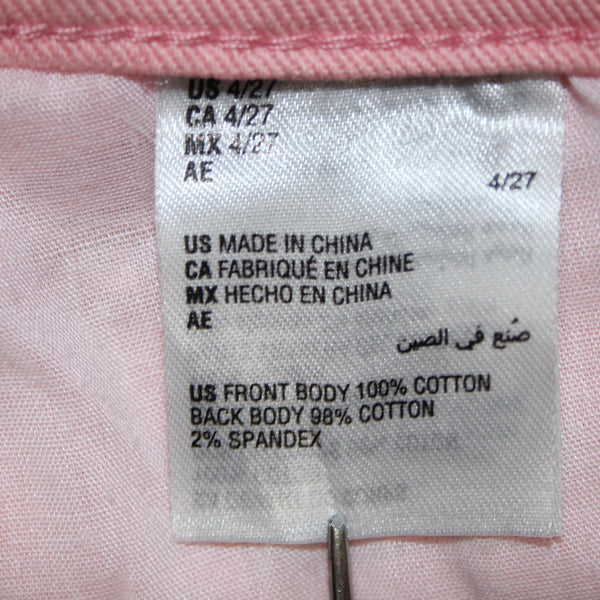 US 4/27
CA 4/27
MX 4/27
AE 4/27
US MADE IN CHINA
CA FABRIQUÉ EN CHINE
MX HECHO EN CHINA
AE
صُنع في الصين
US FRONT BODY 100% COTTON
BACK BODY 98% COTTON
2% SPANDEX